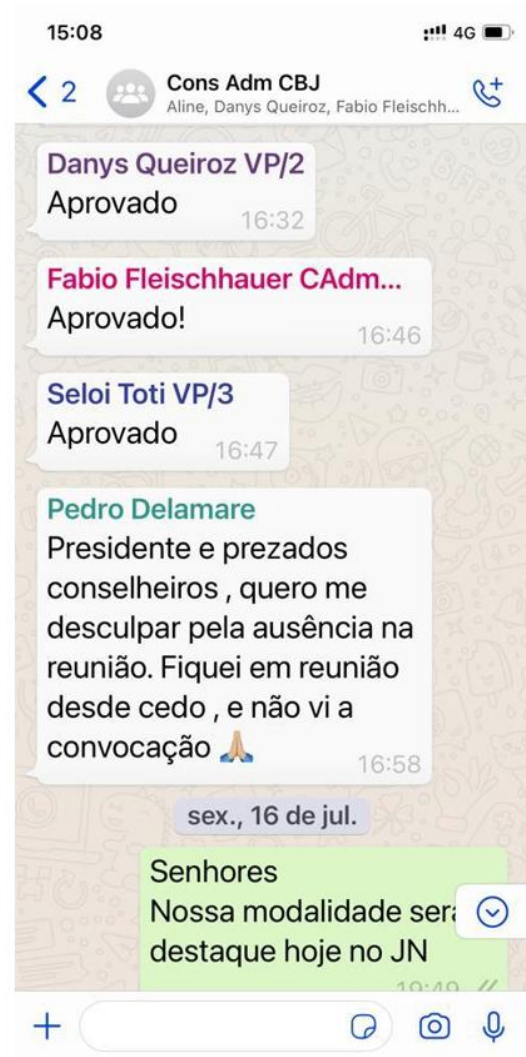 15:08
4G
2
Cons Adm CBJ
Aline, Danys Queiroz, Fabio Fleischh...
Danys Queiroz VP/2
Aprovado
16:32
Fabio Fleischhauer CAdm...
Aprovado!
16:46
Seloi Toti VP/3
Aprovado
16:47
Pedro Delamare
Presidente e prezados
conselheiros , quero me
desculpar pela ausência na
reunião. Fiquei em reunião
desde cedo , e não vi a
convocação 🙏🏼
16:58
sex., 16 de jul.
Senhores
Nossa modalidade
destaque hoje no JN
19:49